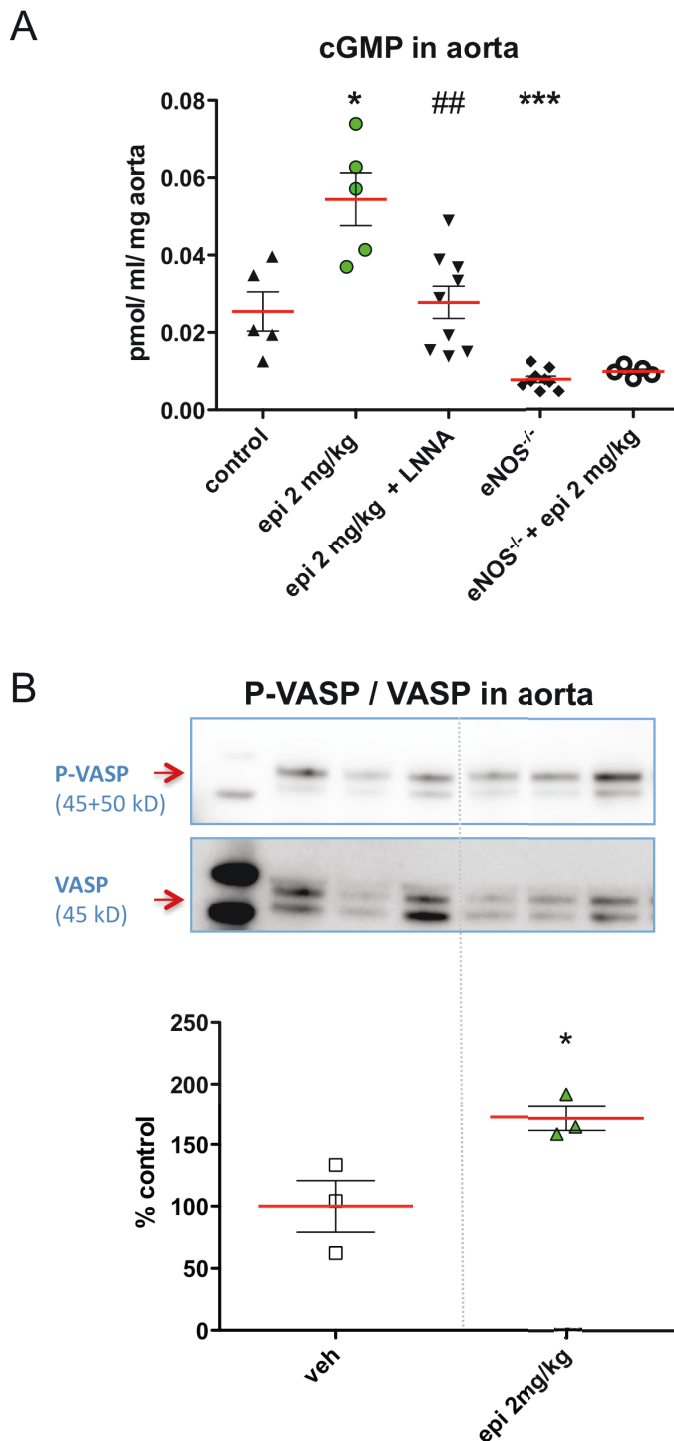 A
cGMP in aorta
* ## ***
0.08
0.06
0.04
0.02
0.00
pmol/ ml/ mg aorta
control
epi 2 mg/kg
epi 2 mg/kg + LNNA
eNOS-/-
eNOS-/- + epi 2 mg/kg
B
P-VASP / VASP in aorta
P-VASP
(45+50 kD)
VASP
(45 kD)
250
200
150
100
50
0
% control
*
veh
epi 2mg/kg